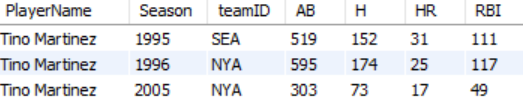 PlayerName Season teamID AB H HR RBI
Tino Martinez 1995 SEA 519 152 31 111
Tino Martinez 1996 NYA 595 174 25 117
Tino Martinez 2005 NYA 303 73 17 49